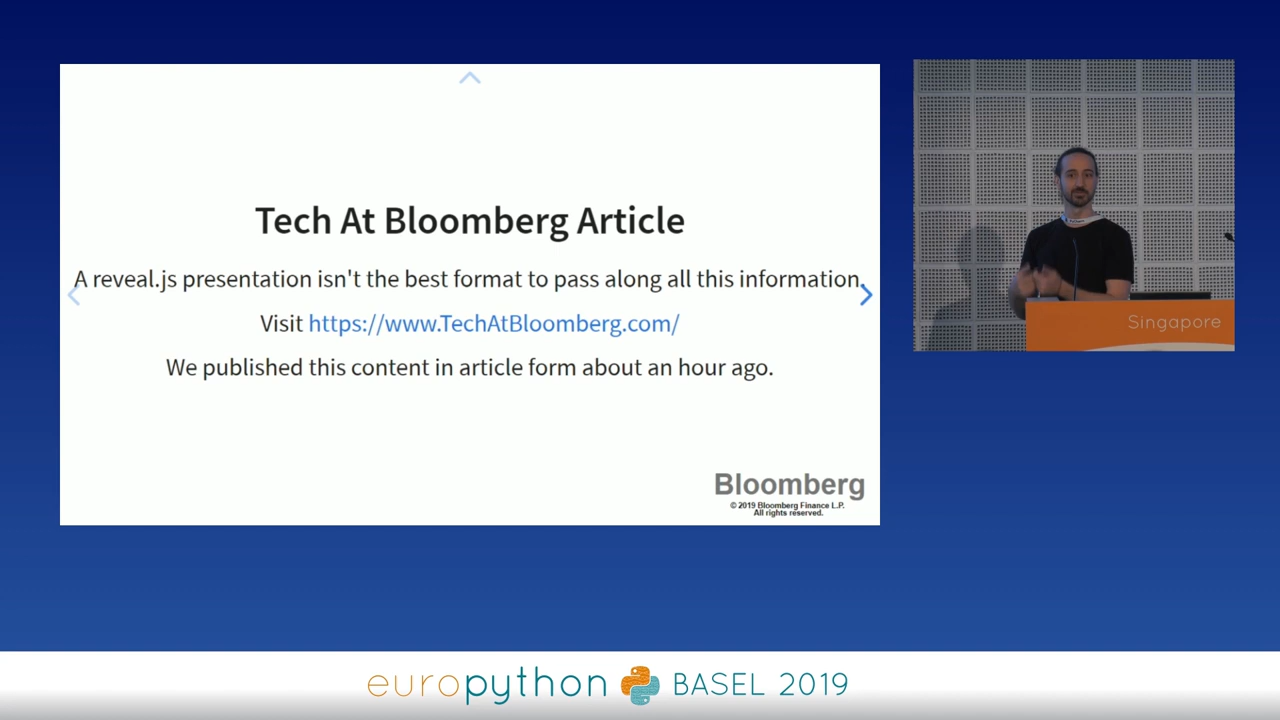 Tech At Bloomberg Article
A reveal.js presentation isn't the best format to pass along all this information.
Visit https://www.TechAtBloomberg.com/
We published this content in article form about an hour ago.
Bloomberg
© 2019 Bloomberg Finance L.P.
All rights reserved.
Singapore
europython BASEL 2019